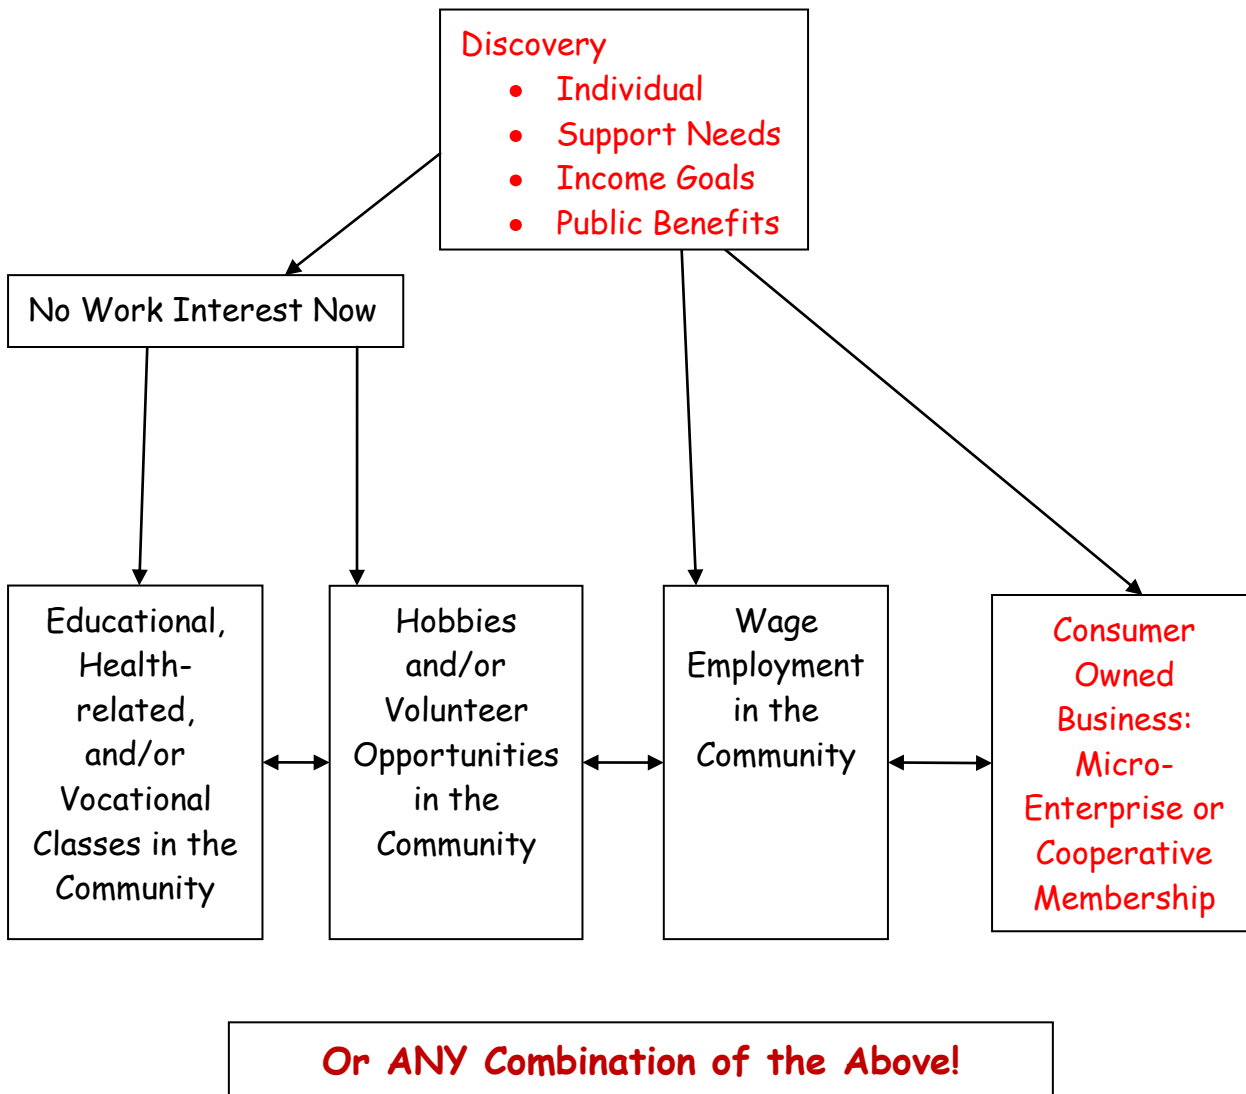 Discovery
• Individual
• Support Needs
• Income Goals
• Public Benefits
No Work Interest Now
Educational,
Health-
related,
and/or
Vocational
Classes in the
Community
Hobbies
and/or
Volunteer
Opportunities
in the
Community
Wage
Employment
in the
Community
Consumer
Owned
Business:
Micro-
Enterprise or
Cooperative
Membership
Or ANY Combination of the Above!